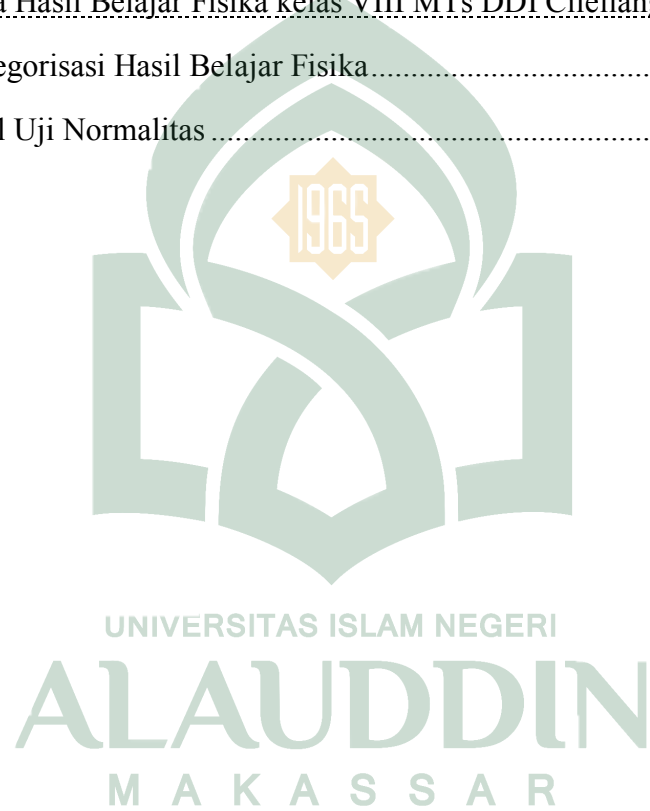 a Hasil Belajar Fisika kelas VIII MTs DDI
egorisasi Hasil Belajar Fisika........................................
l Uji Normalitas............................................................
1965
UNIVERSITAS ISLAM NEGERI
ALAUDDIN
MAKASSAR